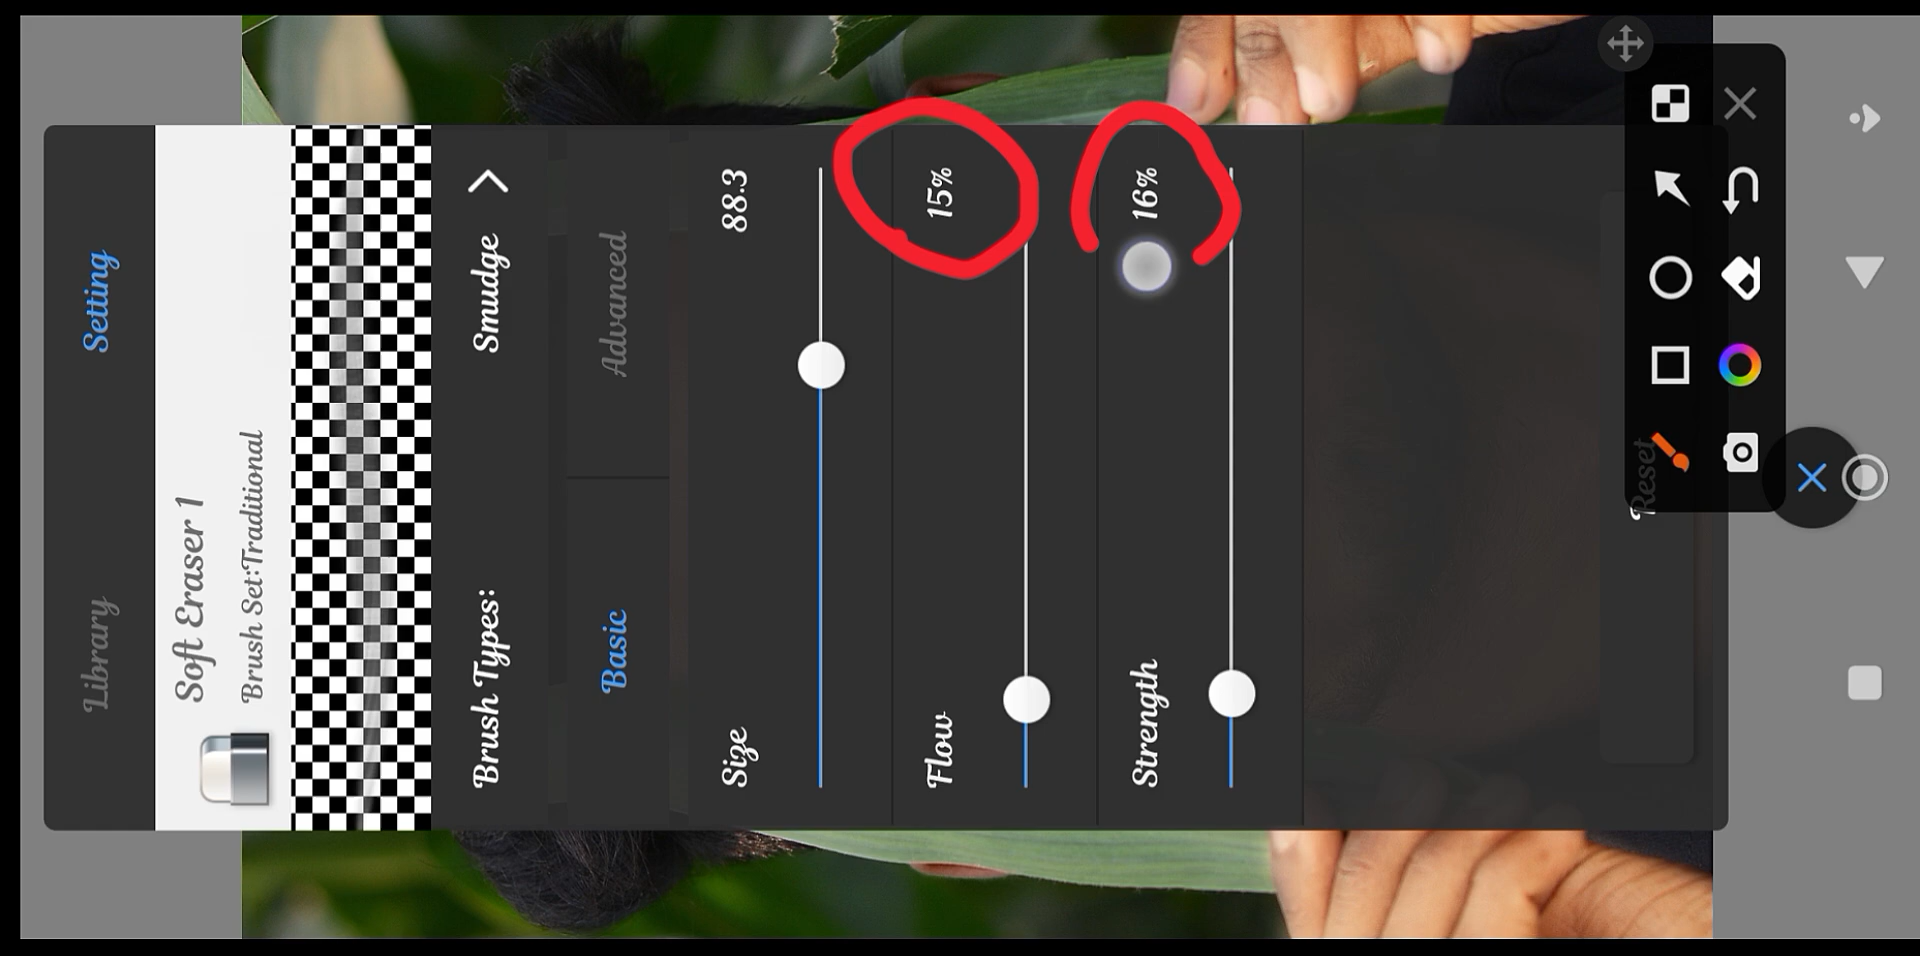 Library
Setting
Soft Eraser 1
Brush Set:Traditional
Brush Types:
Smudge
Basic
Advanced
Size
88.3
Flow
15%
Strength
16%
Reset